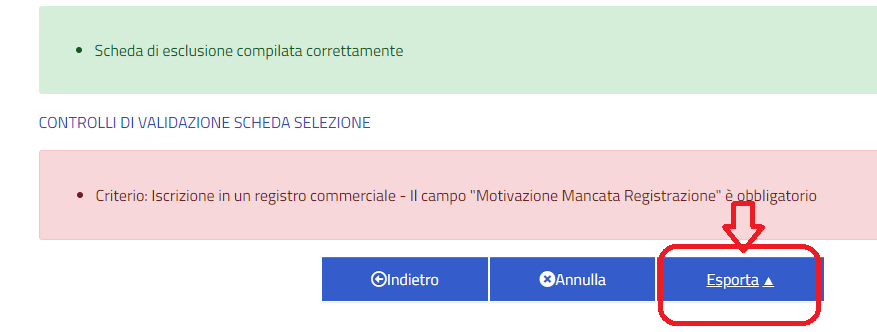 Scheda di esclusione compilata correttamente
CONTROLLI DI VALIDAZIONE SCHEDA SELEZIONE
Criterio: Iscrizione in un registro commerciale - Il campo "Motivazione Mancata Registrazione" è obbligatorio
Indietro
Annulla
Esporta